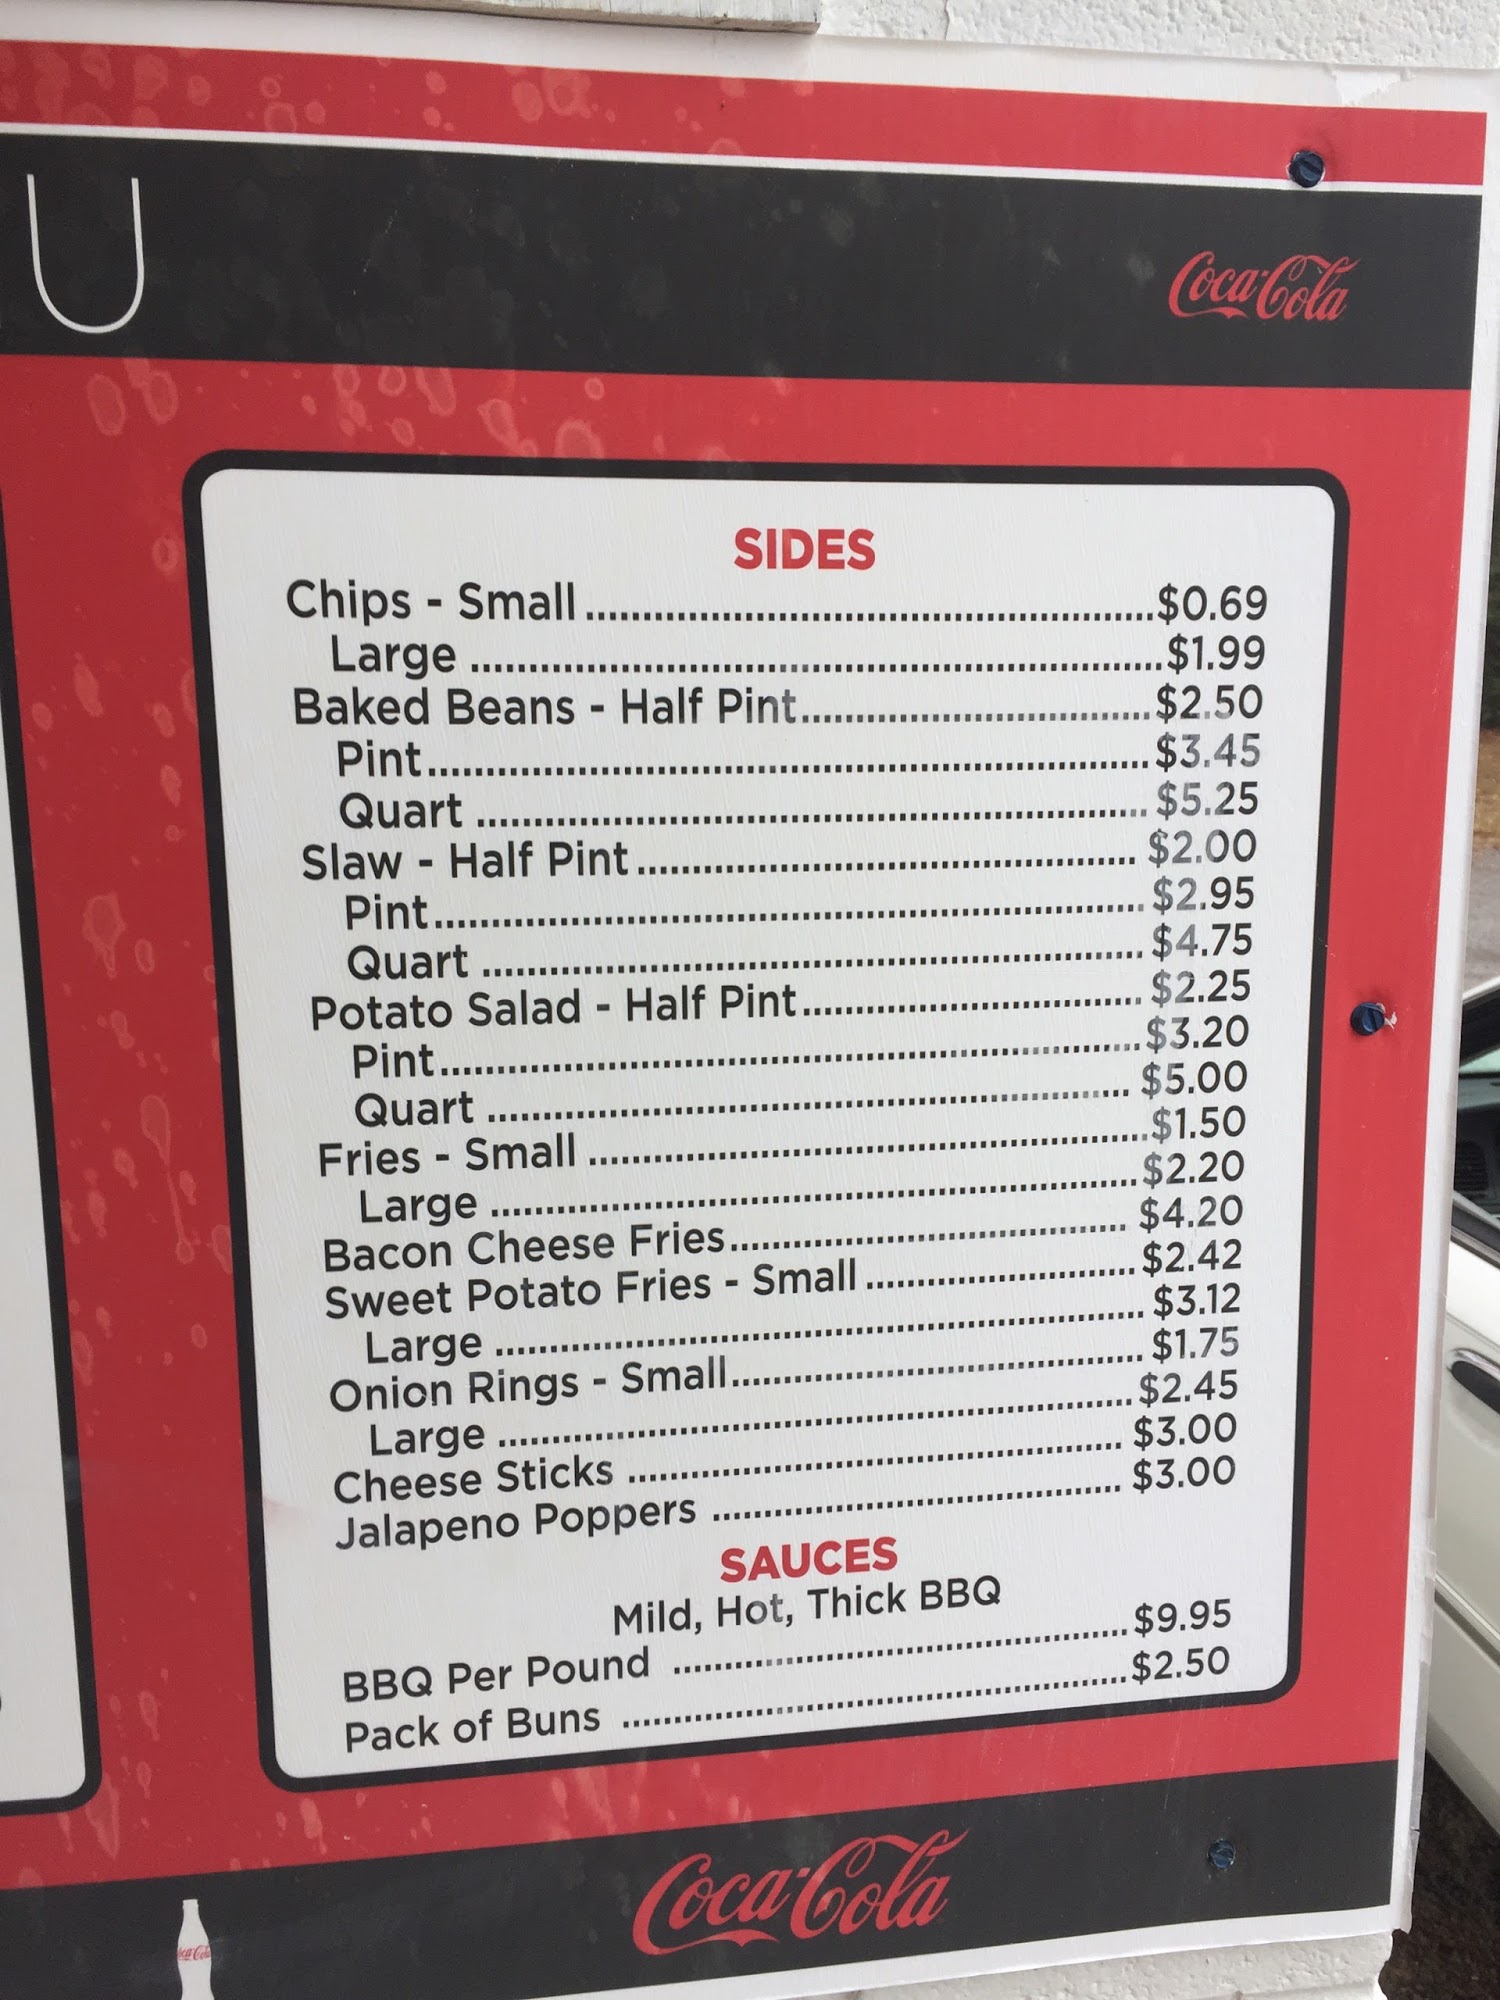 U
Coca-Cola
SIDES
Chips - Small ........ $0.69
Large ........ $1.99
Baked Beans - Half Pint ........ $2.50
Pint ........ $3.45
Quart ........ $5.25
Slaw - Half Pint ........ $2.00
Pint ........ $2.95
Quart ........ $4.75
Potato Salad - Half Pint ........ $2.25
Pint ........ $3.20
Quart ........ $5.00
Fries - Small ........ $1.50
Large ........ $2.20
Bacon Cheese Fries ........ $4.20
Sweet Potato Fries - Small ........ $2.42
Large ........ $3.12
Onion Rings - Small ........ $1.75
Large ........ $2.45
Cheese Sticks ........ $3.00
Jalapeno Poppers ........ $3.00
SAUCES
Mild, Hot, Thick BBQ
BBQ Per Pound ........ $9.95
Pack of Buns ........ $2.50
Coca-Cola
Coca-Cola